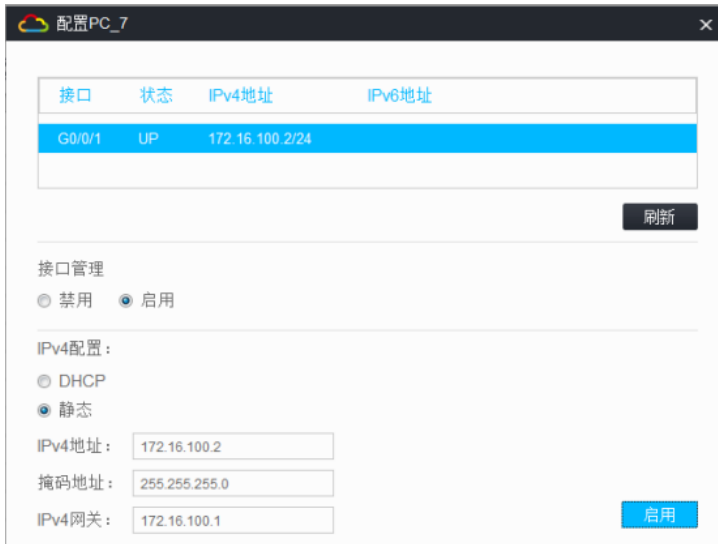 配置PC_7
接口 状态 IPv4地址 IPv6地址
G0/0/1 UP 172.16.100.2/24
刷新
接口管理
禁用 启用
IPv4配置：
DHCP
静态
IPv4地址： 172.16.100.2
掩码地址： 255.255.255.0
IPv4网关： 172.16.100.1
启用